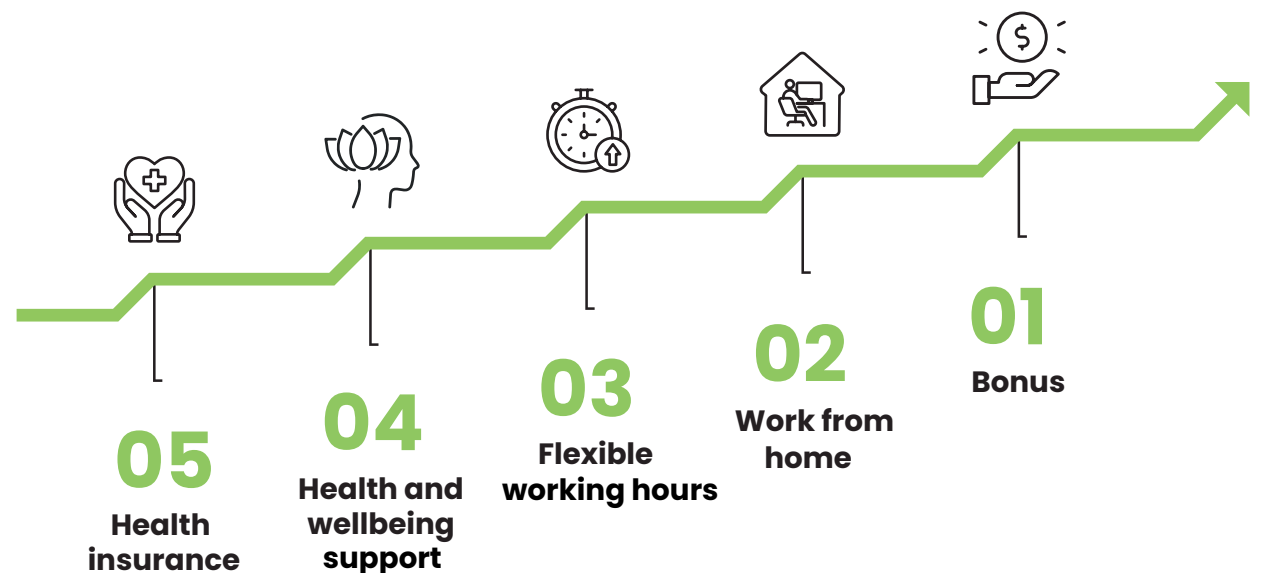 05
Health
insurance
04
Health and
wellbeing
support
03
Flexible
working hours
02
Work from
home
$
01
Bonus